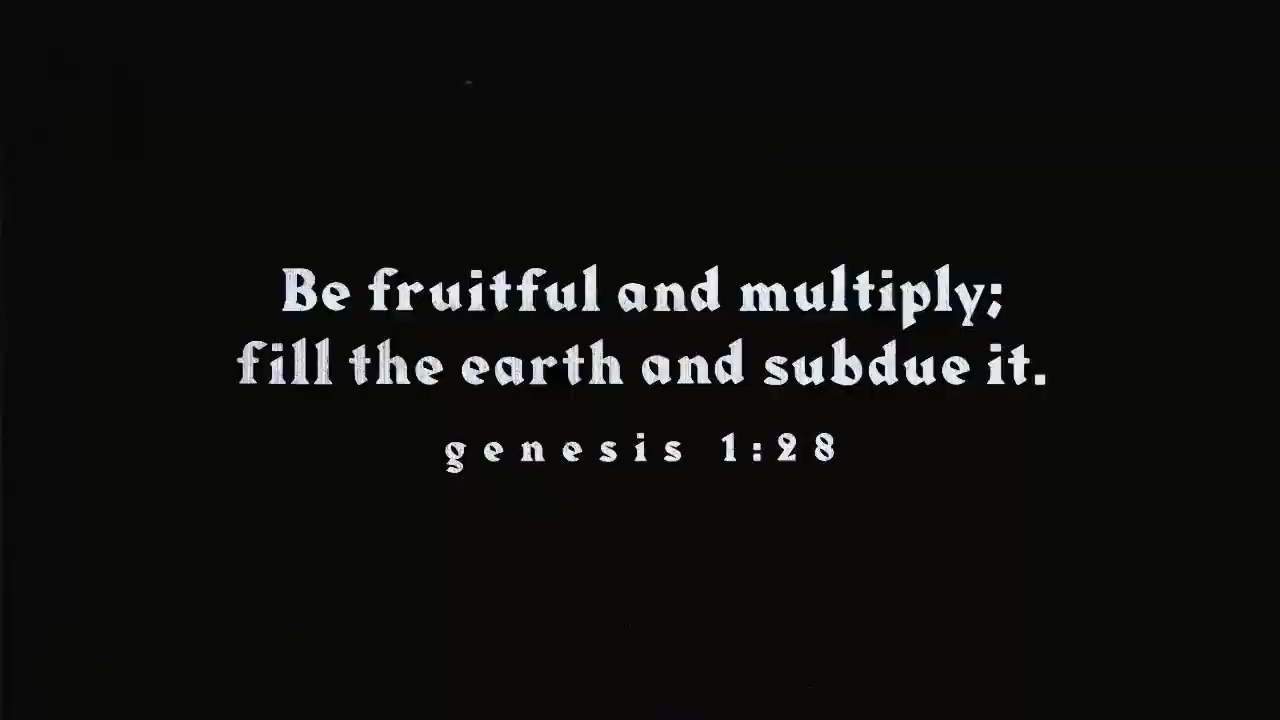 Be fruitful and multiply;
fill the earth and subdue it.
genesis 1:28